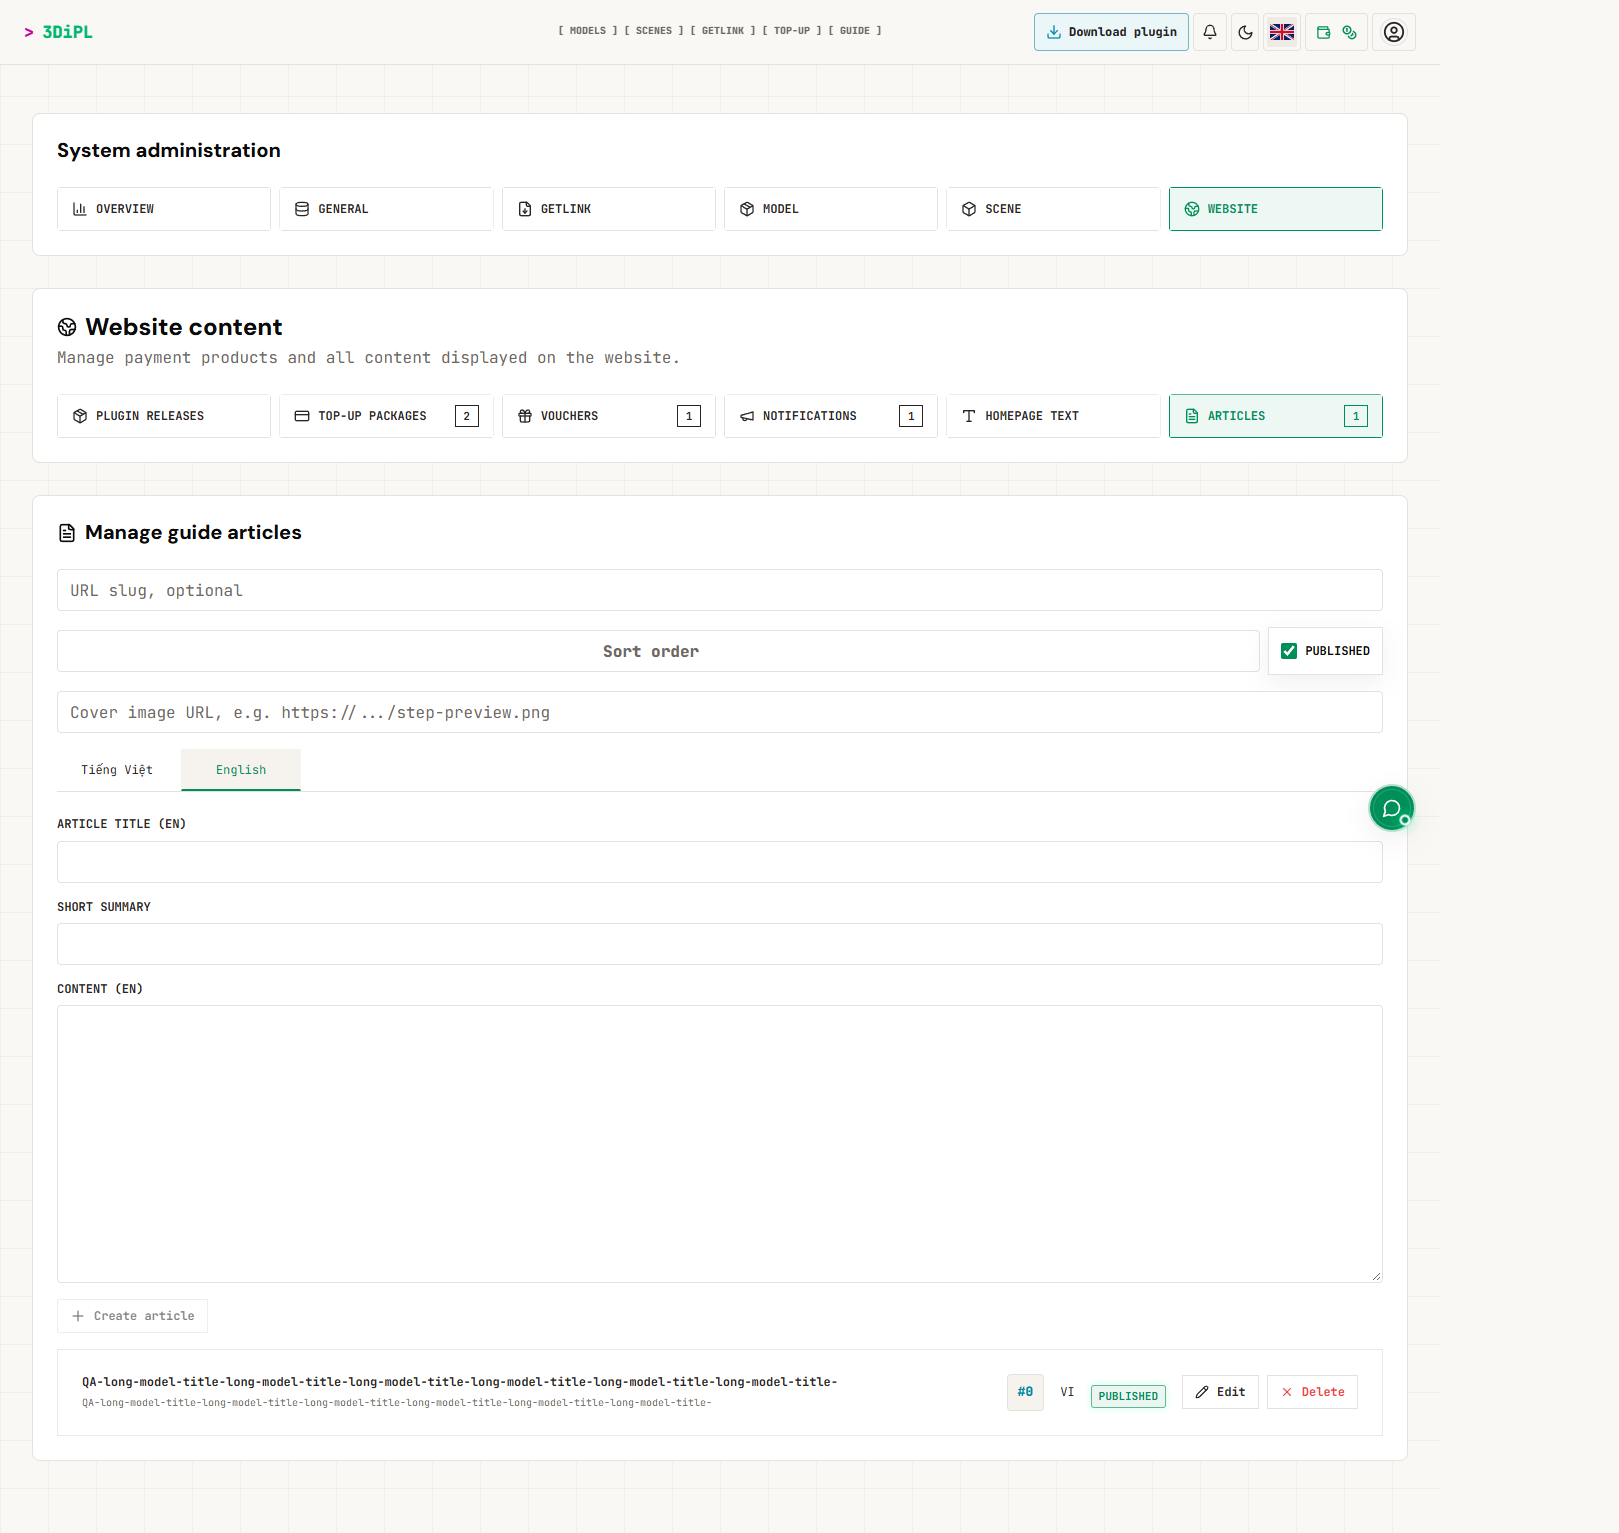 > 3DiPL
[ MODELS ] [ SCENES ] [ GETLINK ] [ TOP-UP ] [ GUIDE ]
Download plugin
System administration
OVERVIEW
GENERAL
GETLINK
MODEL
SCENE
WEBSITE
Website content
Manage payment products and all content displayed on the website.
PLUGIN RELEASES
TOP-UP PACKAGES 2
VOUCHERS 1
NOTIFICATIONS 1
HOMEPAGE TEXT
ARTICLES 1
Manage guide articles
URL slug, optional
Sort order
PUBLISHED
Cover image URL, e.g. https://.../step-preview.png
Tiếng Việt
English
ARTICLE TITLE (EN)
SHORT SUMMARY
CONTENT (EN)
+ Create article
QA-long-model-title-long-model-title-long-model-title-long-model-title-long-model-title-long-model-title-
QA-long-model-title-long-model-title-long-model-title-long-model-title-long-model-title-long-model-title-
#0
VI
PUBLISHED
Edit
Delete